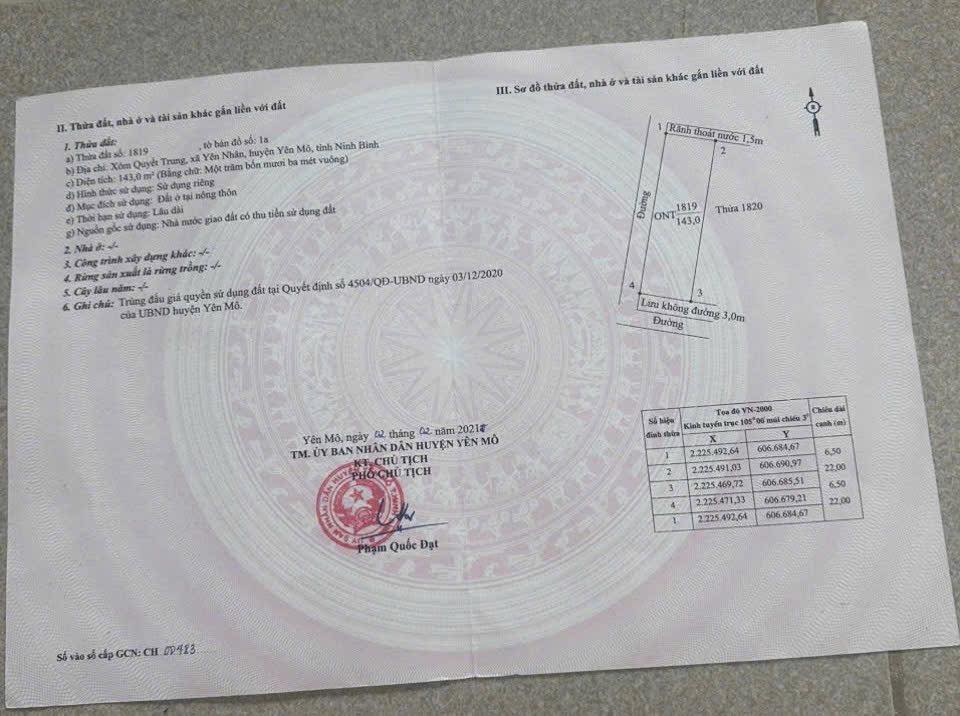 II. Thửa đất, nhà ở và tài sản khác gắn liền với đất
1. Thửa đất:
a) Thửa đất số: 1819 , tờ bản đồ số: 1a
b) Địa chỉ: Xóm Quyết Trung, xã Yên Nhân, huyện Yên Mô, tỉnh Ninh Bình
c) Diện tích: 143,0 m² (Bằng chữ: Một trăm bốn mươi ba mét vuông)
d) Hình thức sử dụng: Sử dụng riêng
đ) Mục đích sử dụng: Đất ở tại nông thôn
e) Thời hạn sử dụng: Lâu dài
g) Nguồn gốc sử dụng: Nhà nước giao đất có thu tiền sử dụng đất
2. Nhà ở: -/-
3. Công trình xây dựng khác: -/-
4. Rừng sản xuất là rừng trồng: -/-
5. Cây lâu năm: -/-
6. Ghi chú: Trúng đấu giá quyền sử dụng đất tại Quyết định số 4504/QĐ-UBND ngày 03/12/2020
của UBND huyện Yên Mô.
Yên Mô, ngày 02 tháng 02 năm 2021
TM. ỦY BAN NHÂN DÂN HUYỆN YÊN MÔ
KT. CHỦ TỊCH
PHÓ CHỦ TỊCH
Phạm Quốc Đạt
Số vào sổ cấp GCN: CH
III. Sơ đồ thửa đất, nhà ở và tài sản khác gắn liền với đất
1 Rãnh thoát nước 1,5m
2
Đường
ONT 1819
143,0
Thửa 1820
4
3
Lưu không đường 3,0m
Đường
Số hiệu đỉnh thửa Tọa độ VN-2000 Kinh tuyến trục 105°00 múi chiếu 3° Chiều dài cạnh (m)
X Y
1 2.225.492,64 606.684,67
6,50
2 2.225.491,03 606.690,97
22,00
3 2.225.469,72 606.685,51
6,50
4 2.225.471,33 606.679,21
22,00
1 2.225.492,64 606.684,67